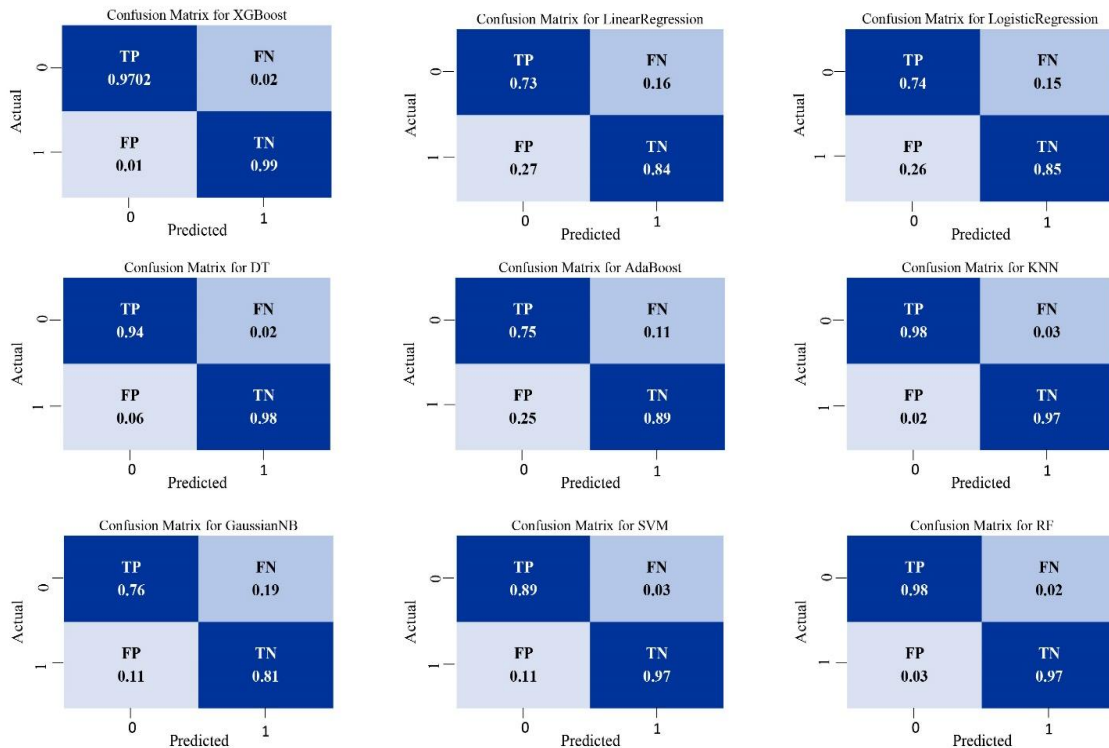 Confusion Matrix for XGBoost
Actual
0
TP
0.9702
FN
0.02
1
FP
0.01
TN
0.99
0
1
Predicted
Confusion Matrix for LinearRegression
Actual
0
TP
0.73
FN
0.16
1
FP
0.27
TN
0.84
0
1
Predicted
Confusion Matrix for LogisticRegression
Actual
0
TP
0.74
FN
0.15
1
FP
0.26
TN
0.85
0
1
Predicted
Confusion Matrix for DT
Actual
0
TP
0.94
FN
0.02
1
FP
0.06
TN
0.98
0
1
Predicted
Confusion Matrix for AdaBoost
Actual
0
TP
0.75
FN
0.11
1
FP
0.25
TN
0.89
0
1
Predicted
Confusion Matrix for KNN
Actual
0
TP
0.98
FN
0.03
1
FP
0.02
TN
0.97
0
1
Predicted
Confusion Matrix for GaussianNB
Actual
0
TP
0.76
FN
0.19
1
FP
0.11
TN
0.81
0
1
Predicted
Confusion Matrix for SVM
Actual
0
TP
0.89
FN
0.03
1
FP
0.11
TN
0.97
0
1
Predicted
Confusion Matrix for RF
Actual
0
TP
0.98
FN
0.02
1
FP
0.03
TN
0.97
0
1
Predicted